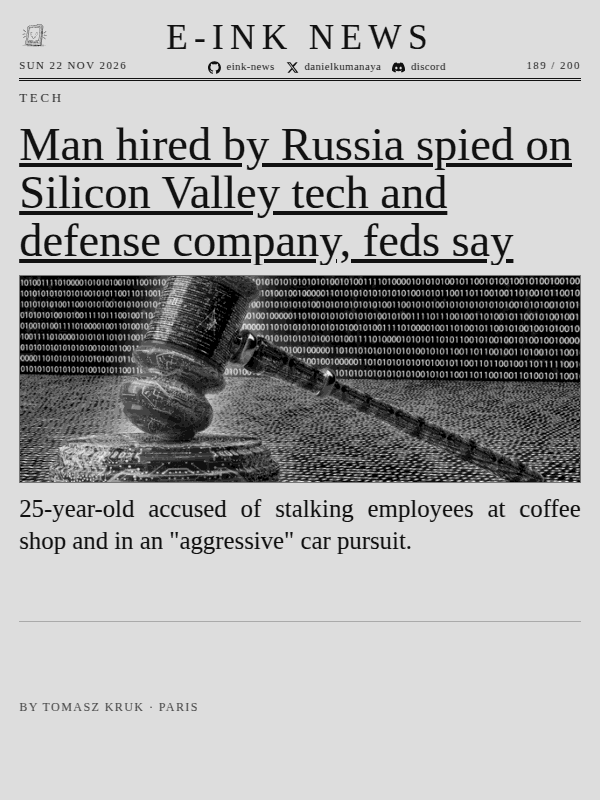 E-INK NEWS
SUN 22 NOV 2026
eink-news
danielkumanaya
discord
189 / 200
TECH
Man hired by Russia spied on
Silicon Valley tech and
defense company, feds say
25-year-old accused of stalking employees at coffee
shop and in an "aggressive" car pursuit.
BY TOMASZ KRUK · PARIS